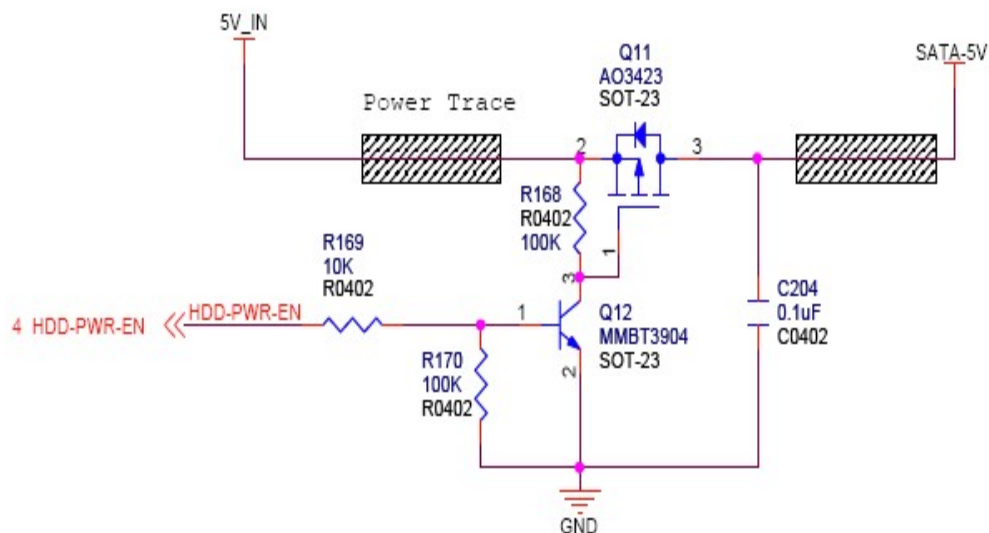 5V_IN
Q11
AO3423
SOT-23
SATA-5V
Power Trace
2
3
R168
R0402
100K
1
R169
10K
R0402
3
4 HDD-PWR-EN
HDD-PWR-EN
1
Q12
MMBT3904
SOT-23
2
C204
0.1uF
C0402
R170
100K
R0402
GND